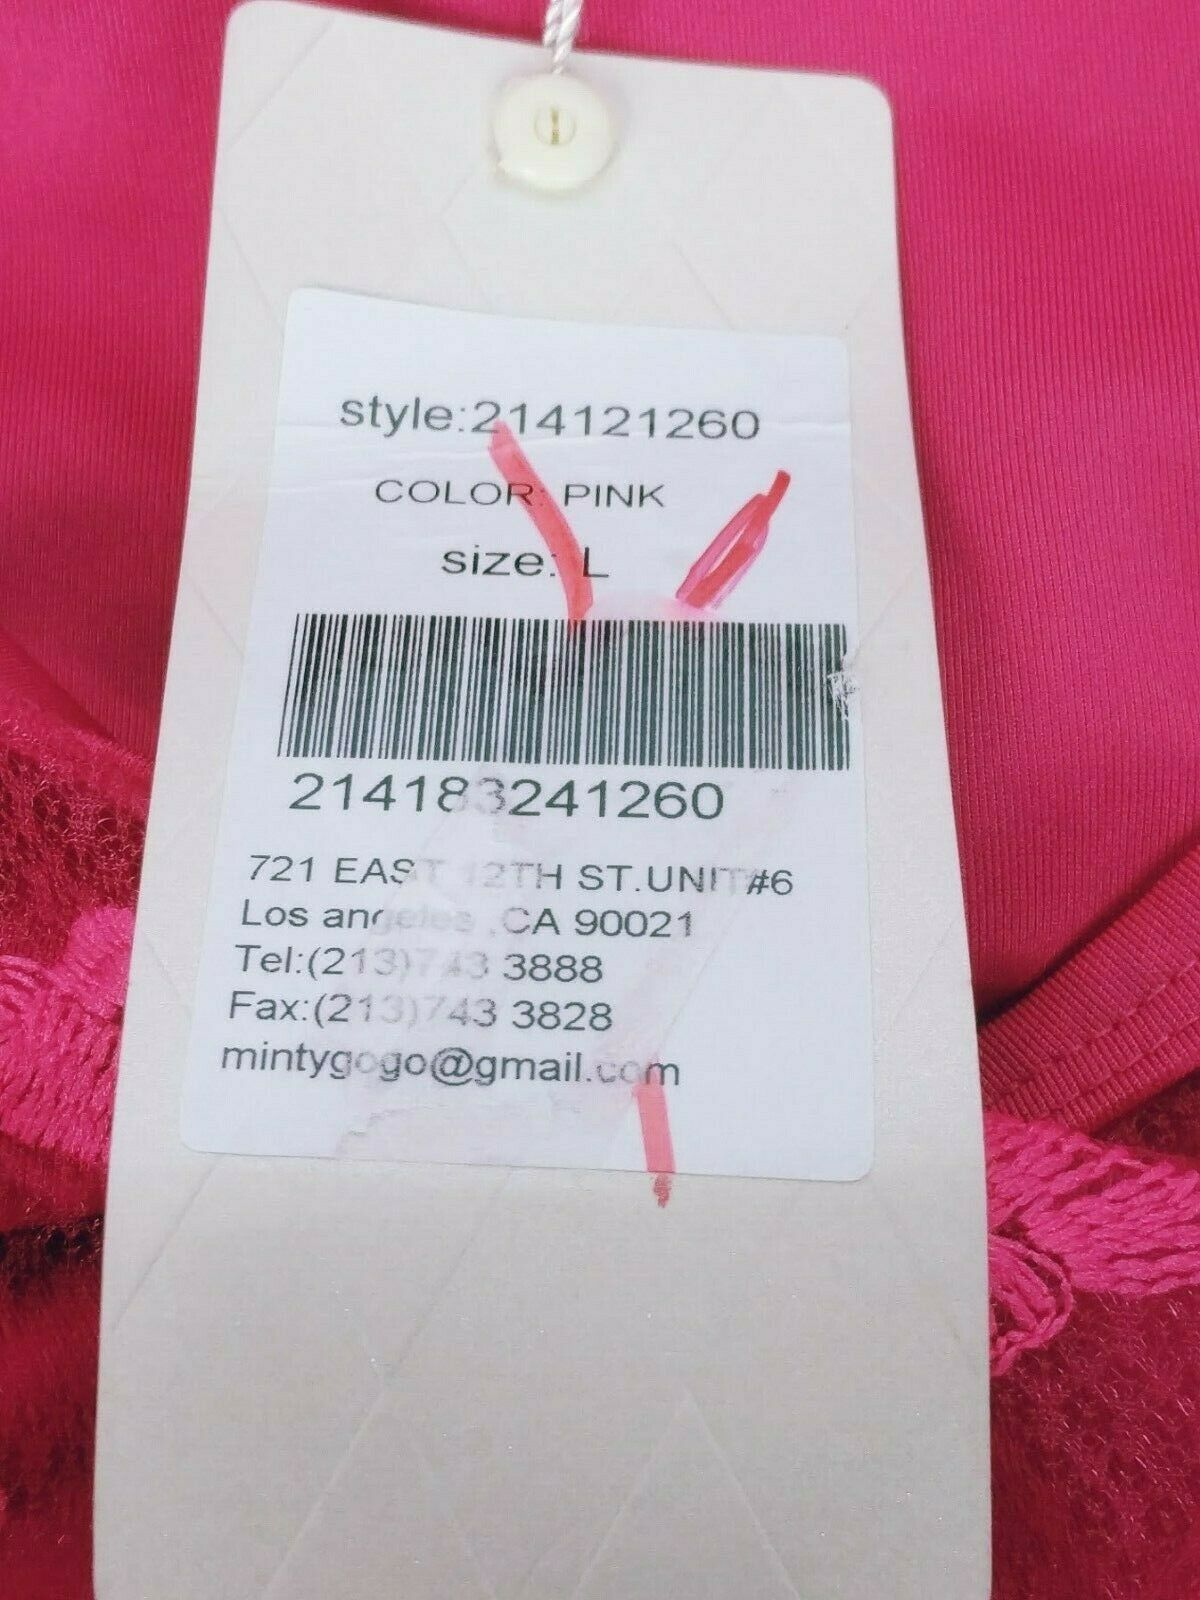 style:214121260
COLOR: PINK
size: L
214183241260
721 EAST 12TH ST.UNIT#6
Los angeles ,CA 90021
Tel:(213)743 3888
Fax:(213)743 3828
mintygogo@gmail.com